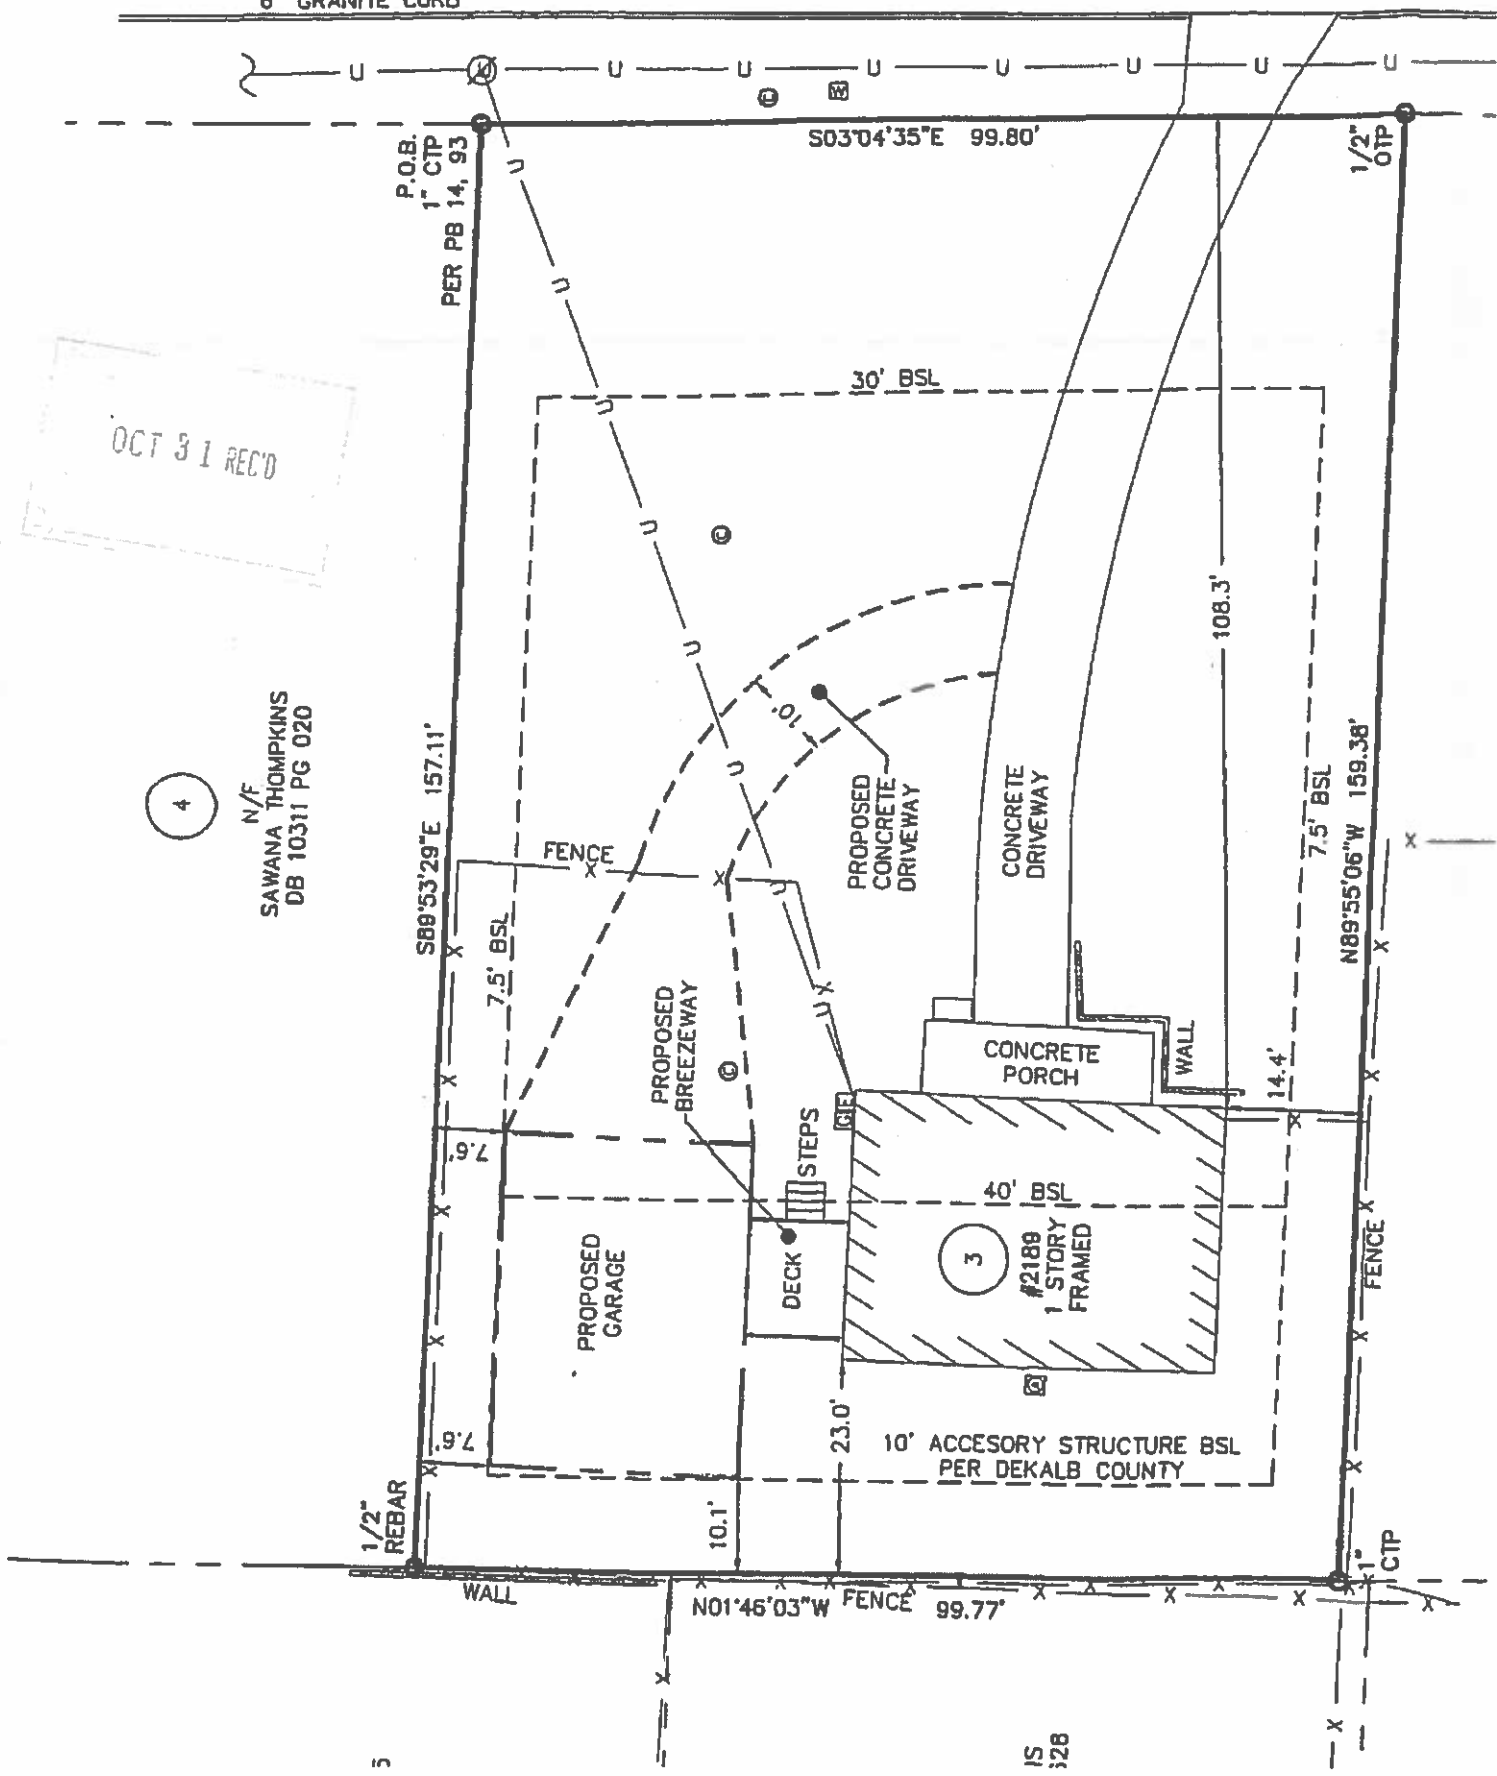 6" GRANITE CURB
U U U U U U U U
W
C
S03°04'35"E 99.80'
P.O.B.
1" CTP
PER PB 14, 93
1/2"
OTP
30' BSL
OCT 31 REC'D
U
U
U
U
U
U
U
U
C
108.3'
10'
4
N/F
SAWANA THOMPKINS
DB 10311 PG 020
S89°53'29"E 157.11'
FENCE
7.5' BSL
PROPOSED
CONCRETE
DRIVEWAY
CONCRETE
DRIVEWAY
7.5' BSL
N89°55'06"W 159.38'
PROPOSED
BREEZEWAY
C
CONCRETE
PORCH
WALL
14.4'
GE
STEPS
7.6'
40' BSL
PROPOSED
GARAGE
DECK
3
#2189
1 STORY
FRAMED
FENCE
7.6'
23.0'
10' ACCESORY STRUCTURE BSL
PER DEKALB COUNTY
10.1'
1/2"
REBAR
1"
CTP
WALL
N01°46'03"W
FENCE
99.77'
IS
628